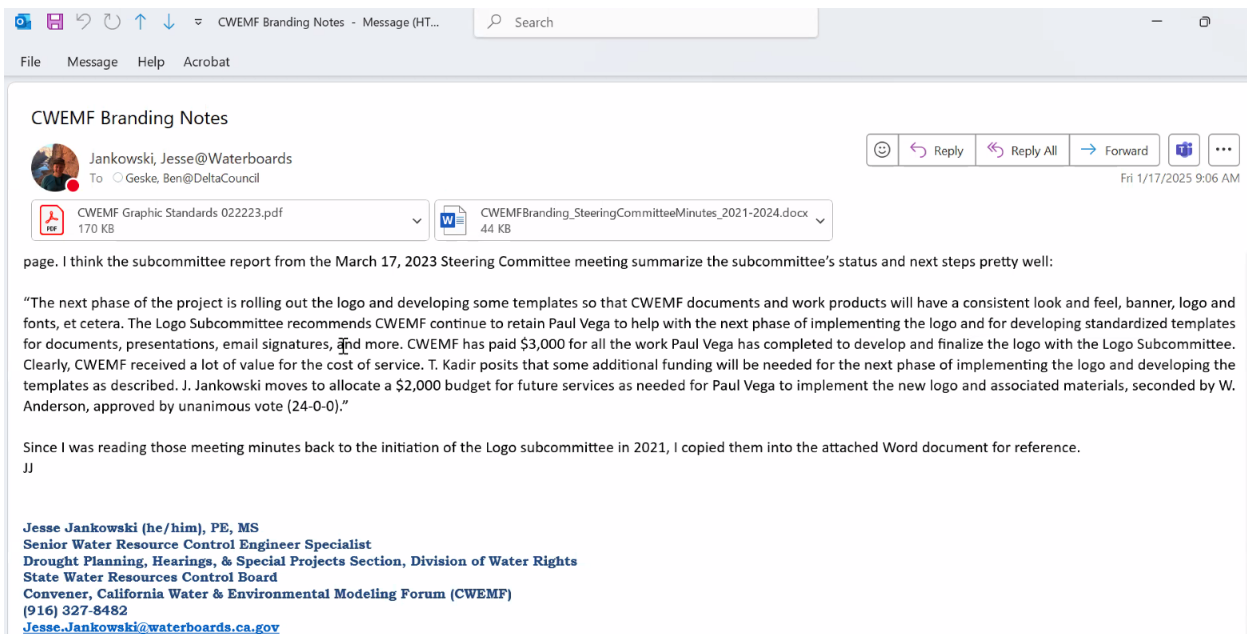 CWEMF Branding Notes - Message (HT...
Search
File Message Help Acrobat
CWEMF Branding Notes
Jankowski, Jesse@Waterboards
To Geske, Ben@DeltaCouncil
Reply Reply All Forward
Fri 1/17/2025 9:06 AM
PDF
CWEMF Graphic Standards 022223.pdf
170 KB
CWEMFBranding_SteeringCommitteeMinutes_2021-2024.docx
44 KB
page. I think the subcommittee report from the March 17, 2023 Steering Committee meeting summarize the subcommittee’s status and next steps pretty well:
“The next phase of the project is rolling out the logo and developing some templates so that CWEMF documents and work products will have a consistent look and feel, banner, logo and
fonts, et cetera. The Logo Subcommittee recommends CWEMF continue to retain Paul Vega to help with the next phase of implementing the logo and for developing standardized templates
for documents, presentations, email signatures, and more. CWEMF has paid $3,000 for all the work Paul Vega has completed to develop and finalize the logo with the Logo Subcommittee.
Clearly, CWEMF received a lot of value for the cost of service. T. Kadir posits that some additional funding will be needed for the next phase of implementing the logo and developing the
templates as described. J. Jankowski moves to allocate a $2,000 budget for future services as needed for Paul Vega to implement the new logo and associated materials, seconded by W.
Anderson, approved by unanimous vote (24-0-0).”
Since I was reading those meeting minutes back to the initiation of the Logo subcommittee in 2021, I copied them into the attached Word document for reference.
JJ
Jesse Jankowski (he/him), PE, MS
Senior Water Resource Control Engineer Specialist
Drought Planning, Hearings, & Special Projects Section, Division of Water Rights
State Water Resources Control Board
Convener, California Water & Environmental Modeling Forum (CWEMF)
(916) 327-8482
Jesse.Jankowski@waterboards.ca.gov